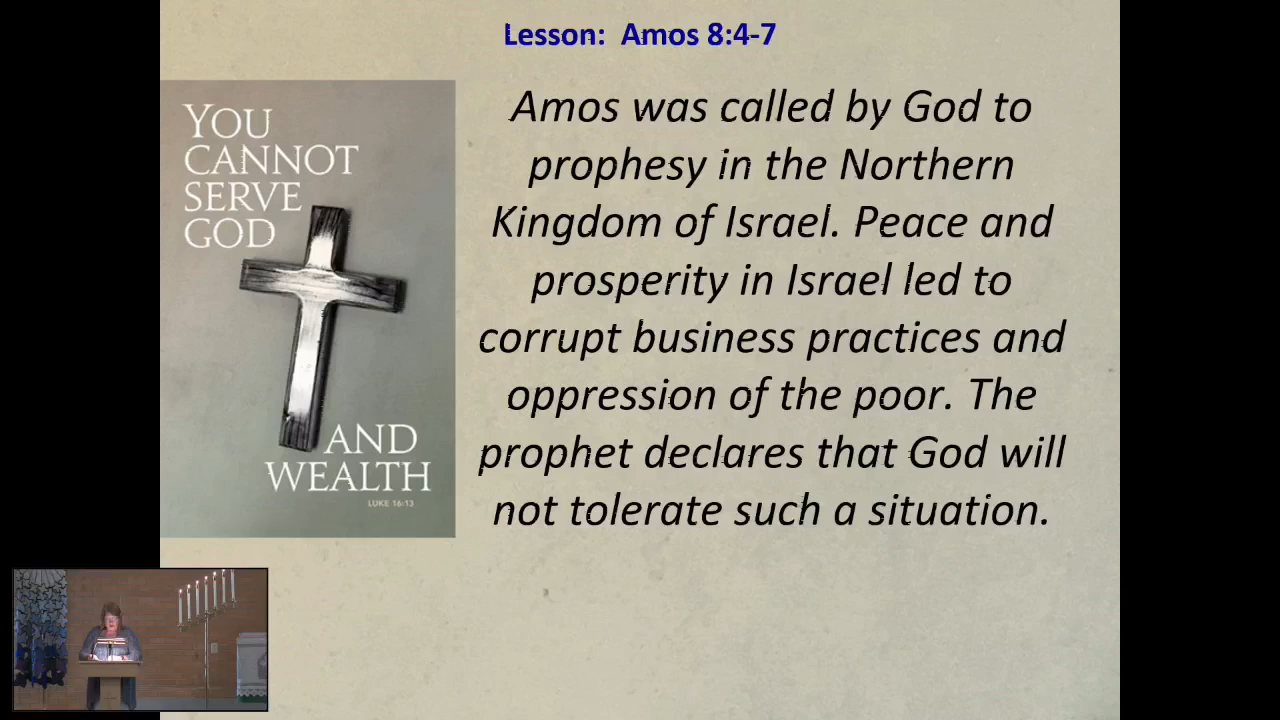 Lesson:  Amos 8:4-7
YOU
CANNOT
SERVE
GOD
AND
WEALTH
LUKE 16:13
Amos was called by God to
prophesy in the Northern
Kingdom of Israel. Peace and
prosperity in Israel led to
corrupt business practices and
oppression of the poor. The
prophet declares that God will
not tolerate such a situation.